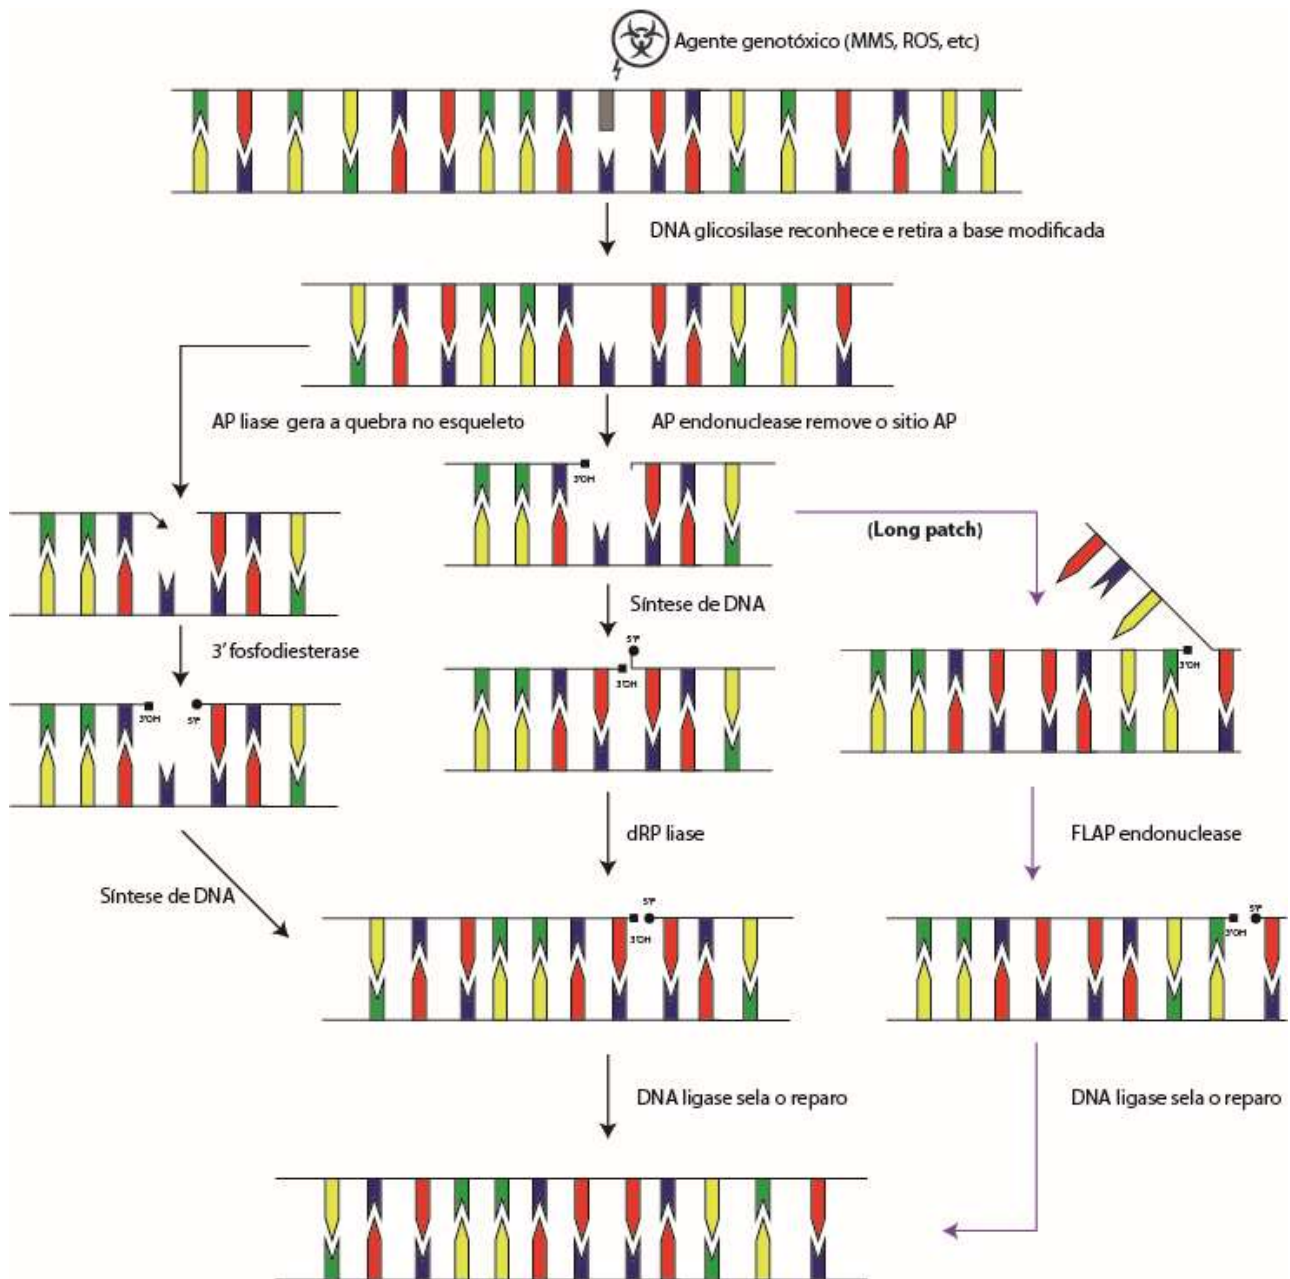 Agente genotóxico (MMS, ROS, etc)
DNA glicosilase reconhece e retira a base modificada
AP liase gera a quebra no esqueleto
AP endonuclease remove o sitio AP
3'OH
(Long patch)
Síntese de DNA
3' fosfodiesterase
5'P
3'OH
3'OH
3'OH
5'P
dRP liase
FLAP endonuclease
Síntese de DNA
5'P
3'OH
5'P
3'OH
DNA ligase sela o reparo
DNA ligase sela o reparo